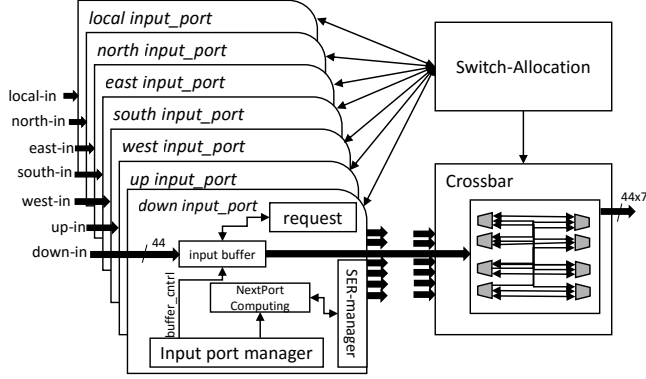 local input_port
north input_port
east input_port
south input_port
west input_port
up input_port
down input_port
local-in
north-in
east-in
south-in
west-in
up-in
down-in
44
request
input buffer
buffer_cntrl
NextPort
Computing
Input port manager
SER-manager
Switch-Allocation
Crossbar
44x7